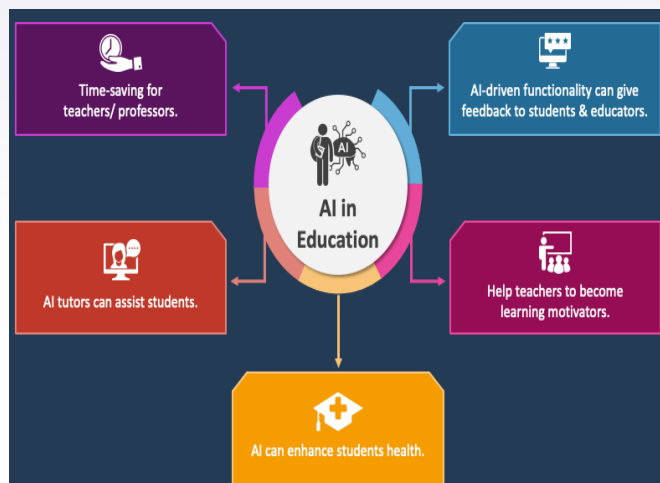 Time-saving for
teachers/ professors.
AI-driven functionality can give
feedback to students & educators.
AI
AI in
Education
AI tutors can assist students.
Help teachers to become
learning motivators.
AI can enhance students health.